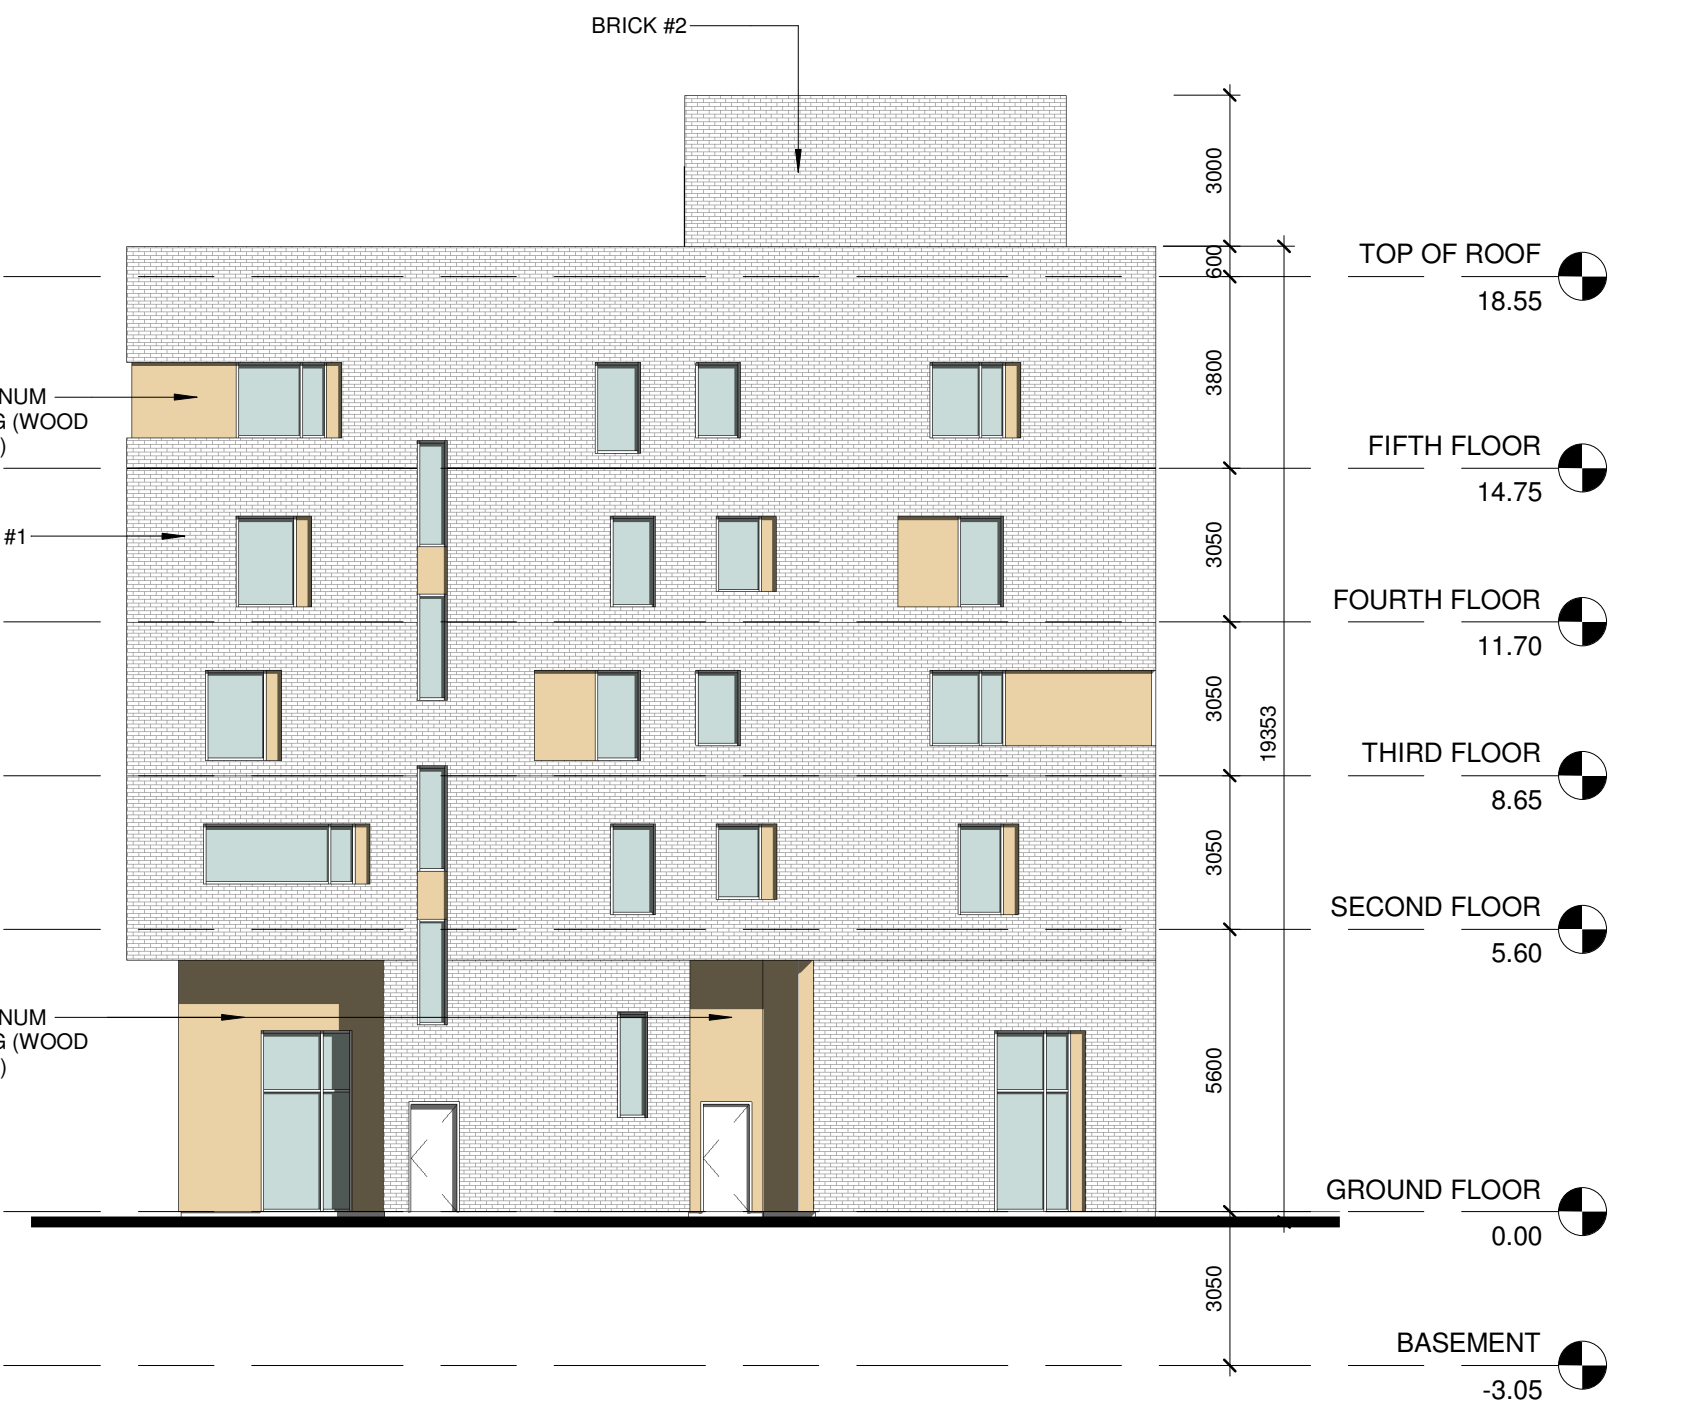 BRICK #2
3000
600
TOP OF ROOF
18.55
3800
NUM
G (WOOD
)
FIFTH FLOOR
14.75
#1
3050
FOURTH FLOOR
11.70
3050
19353
THIRD FLOOR
8.65
3050
SECOND FLOOR
5.60
NUM
G (WOOD
)
5600
GROUND FLOOR
0.00
3050
BASEMENT
-3.05